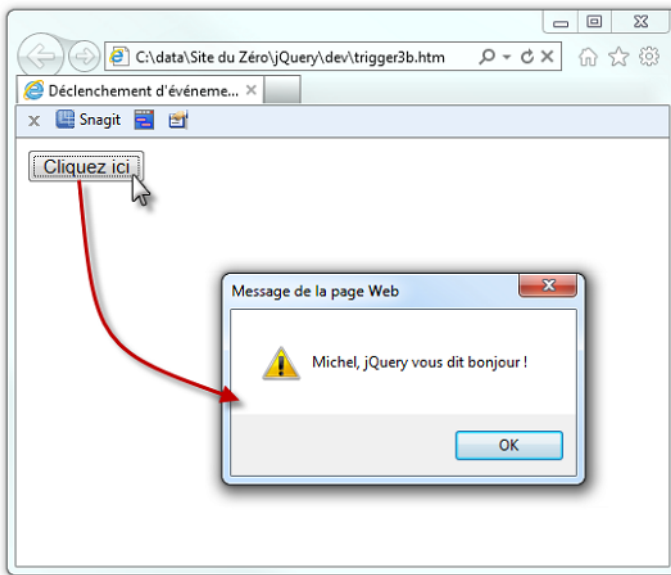 C:\data\Site du Zéro\jQuery\dev\trigger3b.htm
Déclenchement d'événeme...
x Snagit
Cliquez ici
Message de la page Web
Michel, jQuery vous dit bonjour !
OK